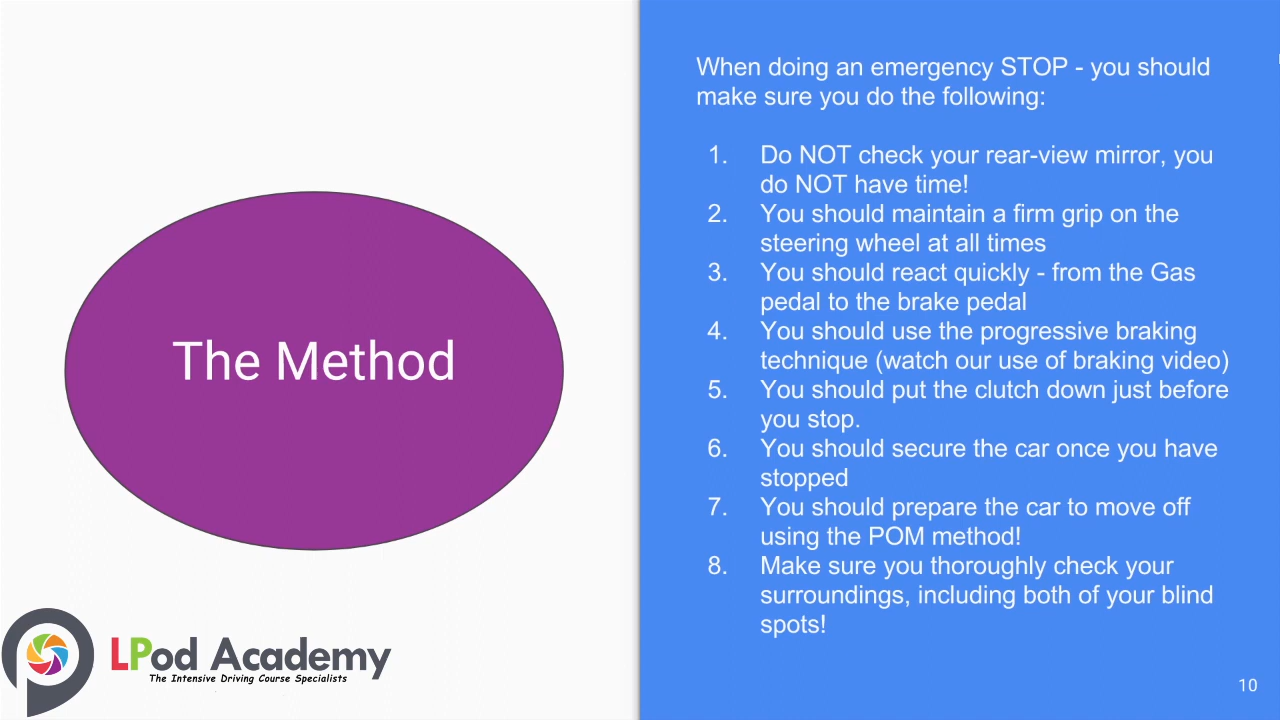 The Method
LPod Academy
The Intensive Driving Course Specialists
When doing an emergency STOP - you should
make sure you do the following:
1. Do NOT check your rear-view mirror, you
do NOT have time!
2. You should maintain a firm grip on the
steering wheel at all times
3. You should react quickly - from the Gas
pedal to the brake pedal
4. You should use the progressive braking
technique (watch our use of braking video)
5. You should put the clutch down just before
you stop.
6. You should secure the car once you have
stopped
7. You should prepare the car to move off
using the POM method!
8. Make sure you thoroughly check your
surroundings, including both of your blind
spots!
10